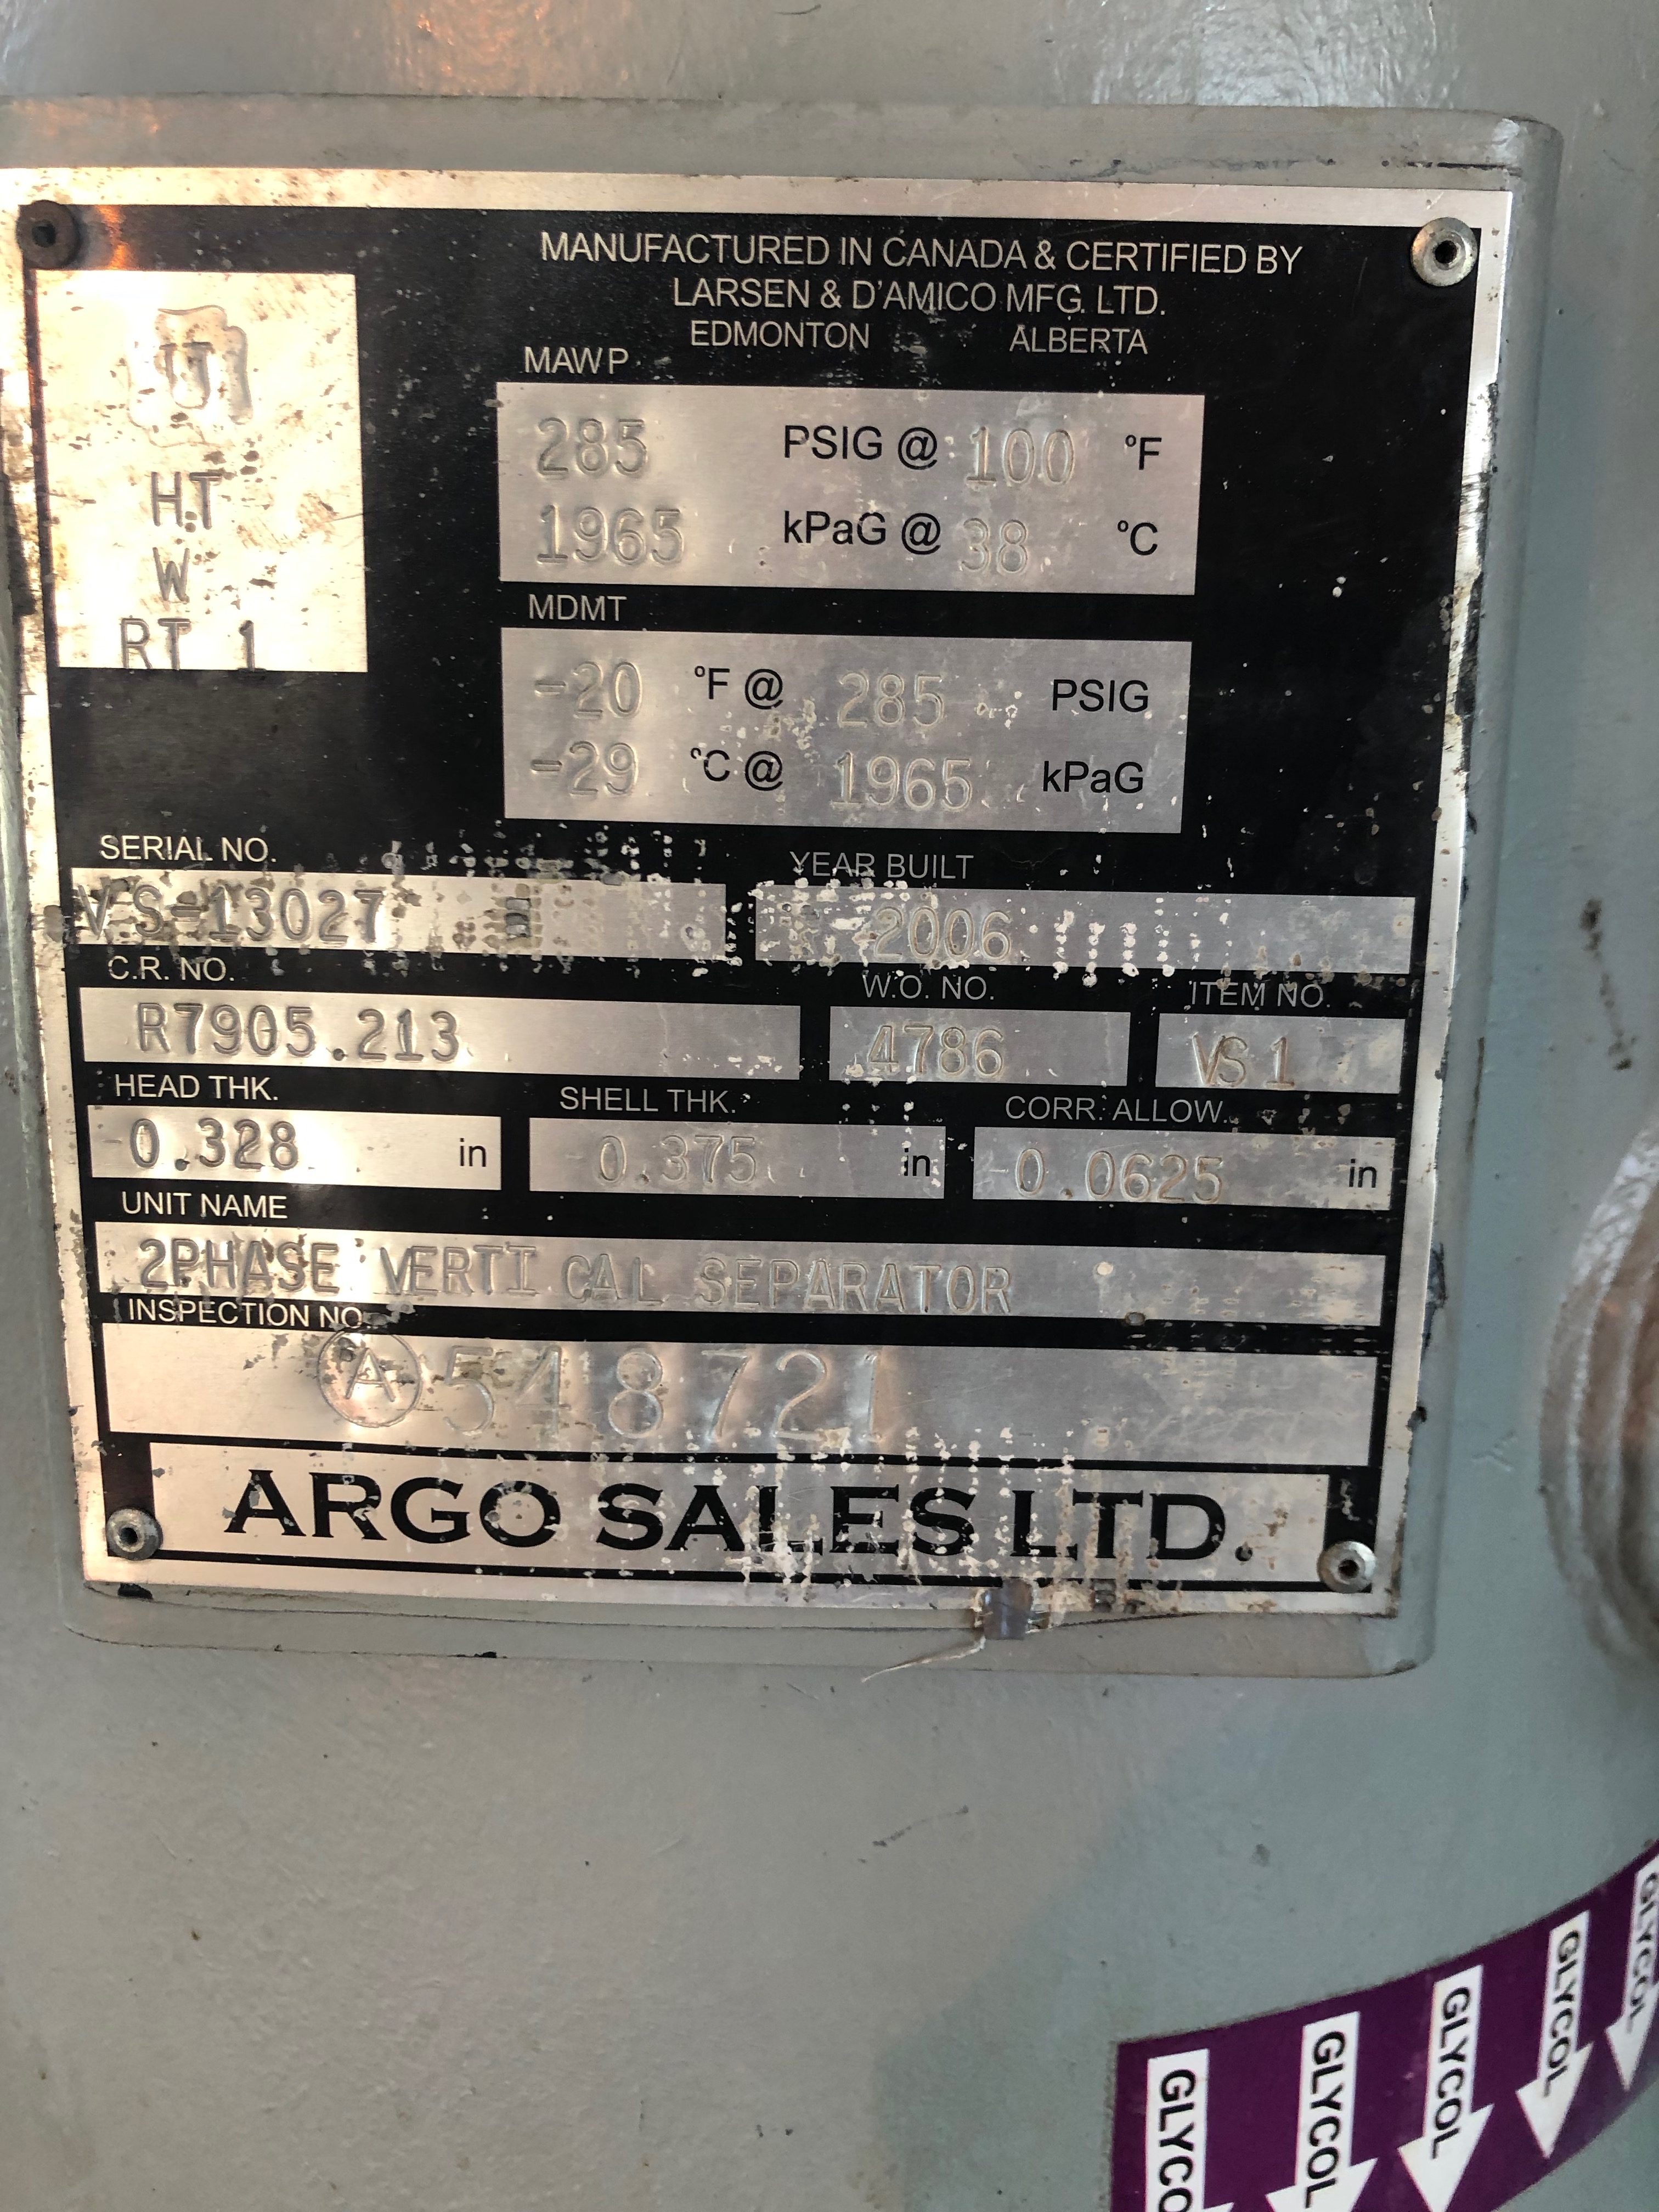 MANUFACTURED IN CANADA & CERTIFIED BY
LARSEN & D'AMICO MFG. LTD.
EDMONTON ALBERTA
U
HT
W
RT 1
MAWP
285 PSIG @ 100 °F
1965 kPaG @ 38 °C
MDMT
-20 °F @ 285 PSIG
-29 °C @ 1965 kPaG
SERIAL NO. YEAR BUILT
VS-13027 2006
C.R. NO. W.O. NO. ITEM NO.
R7905.213 4786 VS1
HEAD THK. SHELL THK. CORR. ALLOW.
0.328 in 0.375 in 0.0625 in
UNIT NAME
2PHASE VERTICAL SEPARATOR
INSPECTION NO.
A 548721
ARGO SALES LTD.
GLYCOL
GLYCOL
GLYCOL
GLYCOL
GLYCO